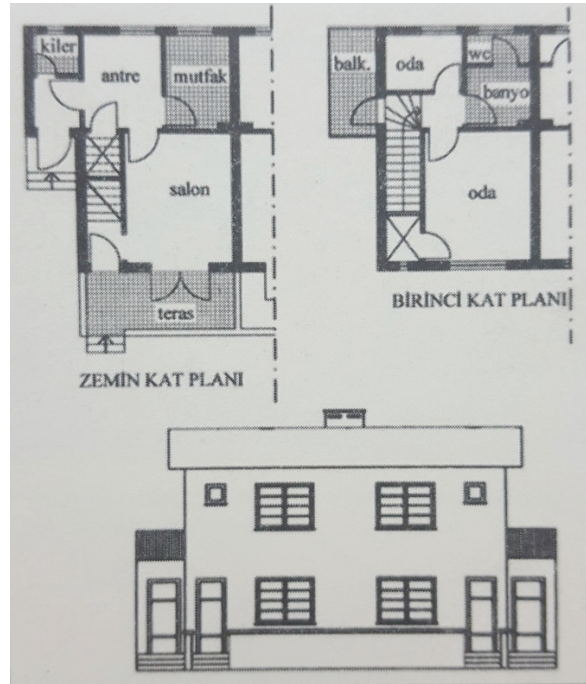 kiler
antre
mutfak
salon
teras
ZEMİN KAT PLANI
balk.
oda
wc
banyo
oda
BİRİNCİ KAT PLANI